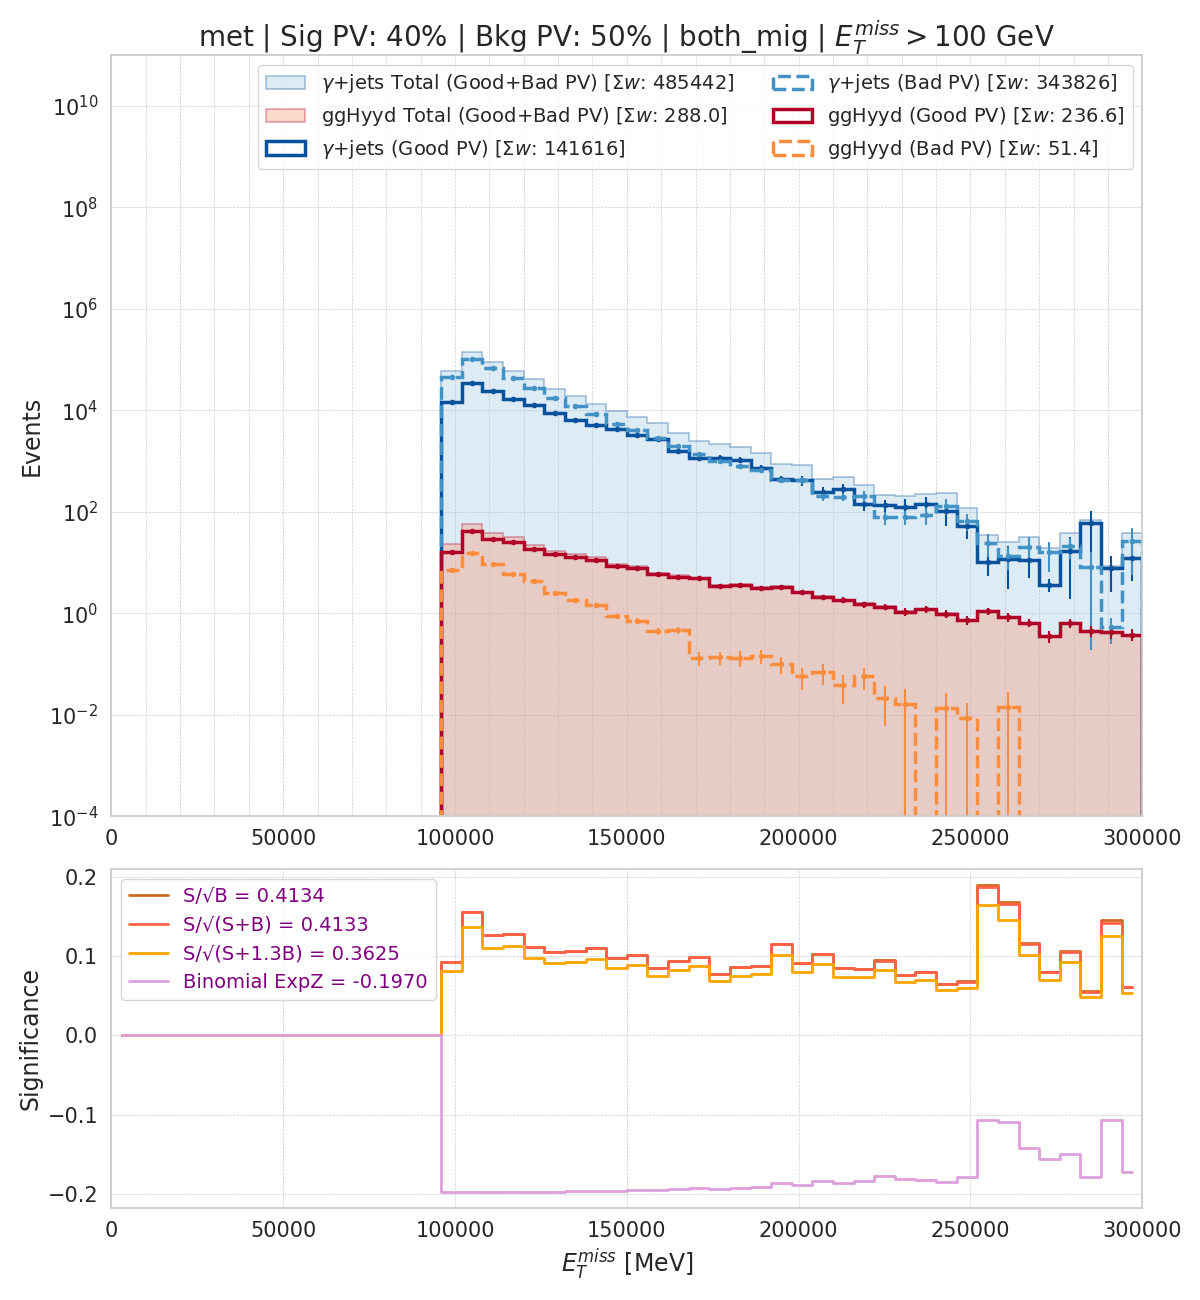 met | Sig PV: 40% | Bkg PV: 50% | both_mig | $E_T^{miss} > 100$ GeV
γ+jets Total (Good+Bad PV) [Σw: 485442]
ggHyyd Total (Good+Bad PV) [Σw: 288.0]
γ+jets (Good PV) [Σw: 141616]
γ+jets (Bad PV) [Σw: 343826]
ggHyyd (Good PV) [Σw: 236.6]
ggHyyd (Bad PV) [Σw: 51.4]
Events
$10^{10}$
$10^{8}$
$10^{6}$
$10^{4}$
$10^{2}$
$10^{0}$
$10^{-2}$
$10^{-4}$
0 50000 100000 150000 200000 250000 300000
S/√B = 0.4134
S/√(S+B) = 0.4133
S/√(S+1.3B) = 0.3625
Binomial ExpZ = -0.1970
Significance
0.2
0.1
0.0
−0.1
−0.2
0 50000 100000 150000 200000 250000 300000
$E_T^{miss}$ [MeV]